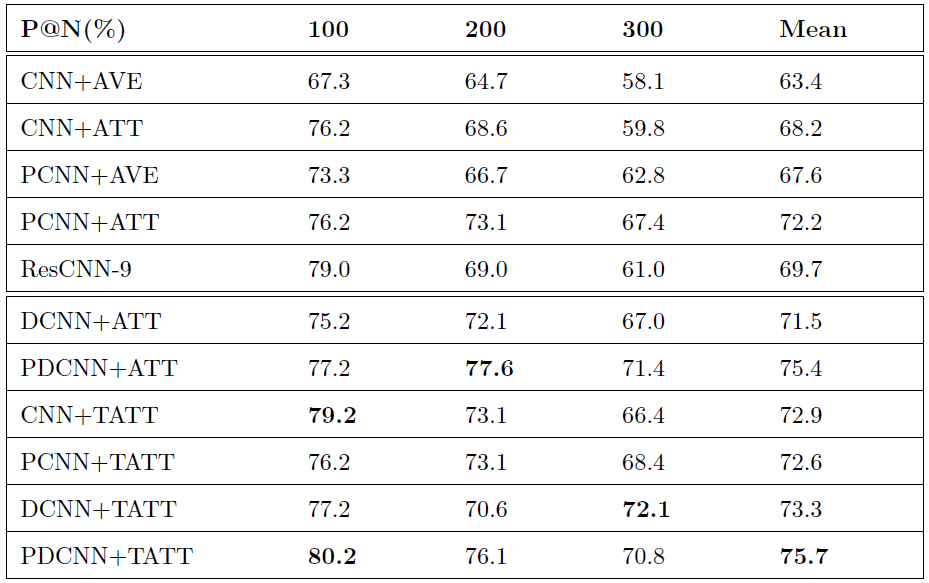 P@N(%) 100 200 300 Mean
CNN+AVE 67.3 64.7 58.1 63.4
CNN+ATT 76.2 68.6 59.8 68.2
PCNN+AVE 73.3 66.7 62.8 67.6
PCNN+ATT 76.2 73.1 67.4 72.2
ResCNN-9 79.0 69.0 61.0 69.7
DCNN+ATT 75.2 72.1 67.0 71.5
PDCNN+ATT 77.2 77.6 71.4 75.4
CNN+TATT 79.2 73.1 66.4 72.9
PCNN+TATT 76.2 73.1 68.4 72.6
DCNN+TATT 77.2 70.6 72.1 73.3
PDCNN+TATT 80.2 76.1 70.8 75.7